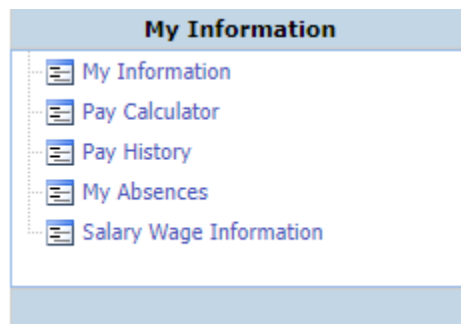 My Information
My Information
Pay Calculator
Pay History
My Absences
Salary Wage Information